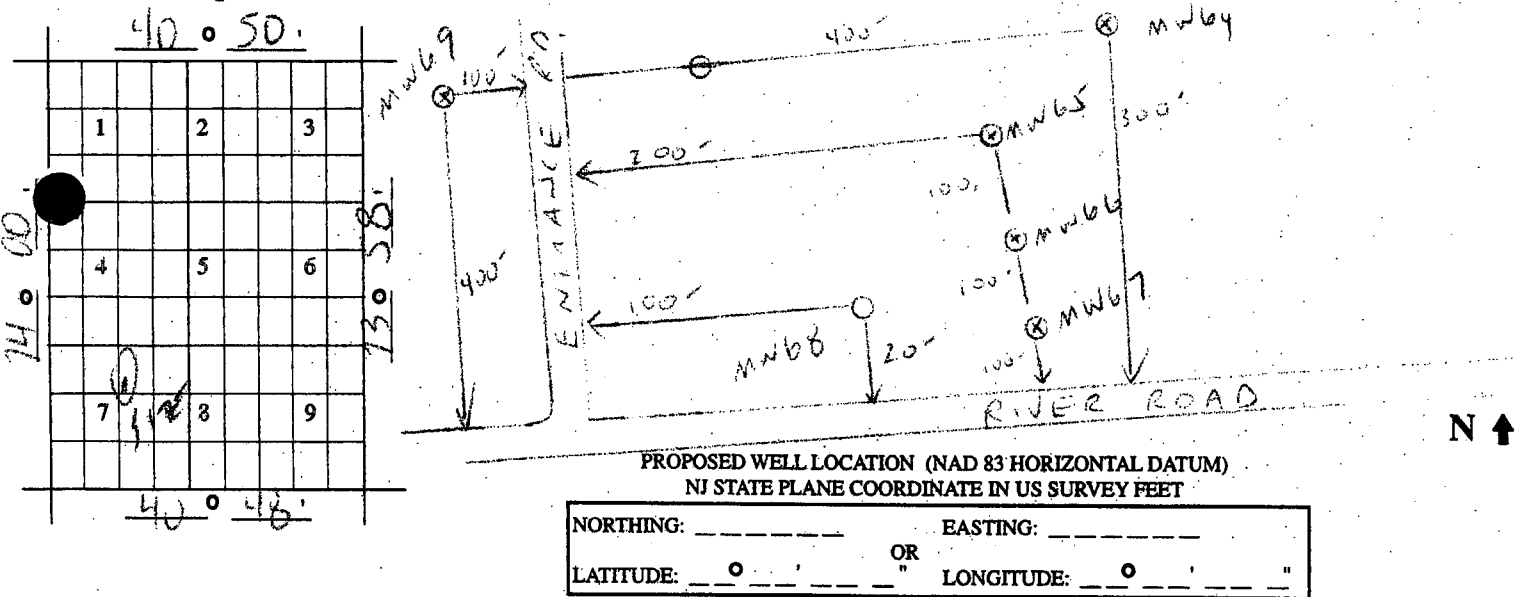 40 o 50'
1 2 3
4 5 6
7 8 9
74 o 00'
73 o 58'
40 o 48'
MW69
100'
400'
ENTRANCE RD.
400'
MW64
300'
200'
MW65
100'
MW66
100'
MW67
100'
100'
MW68
20'
RIVER ROAD
N
PROPOSED WELL LOCATION (NAD 83 HORIZONTAL DATUM)
NJ STATE PLANE COORDINATE IN US SURVEY FEET
NORTHING: _ _ _ _ _ _ EASTING: _ _ _ _ _ _
OR
LATITUDE: _ _ o _ _ ' _ _ _ " LONGITUDE: _ _ o _ _ ' _ _ _ "